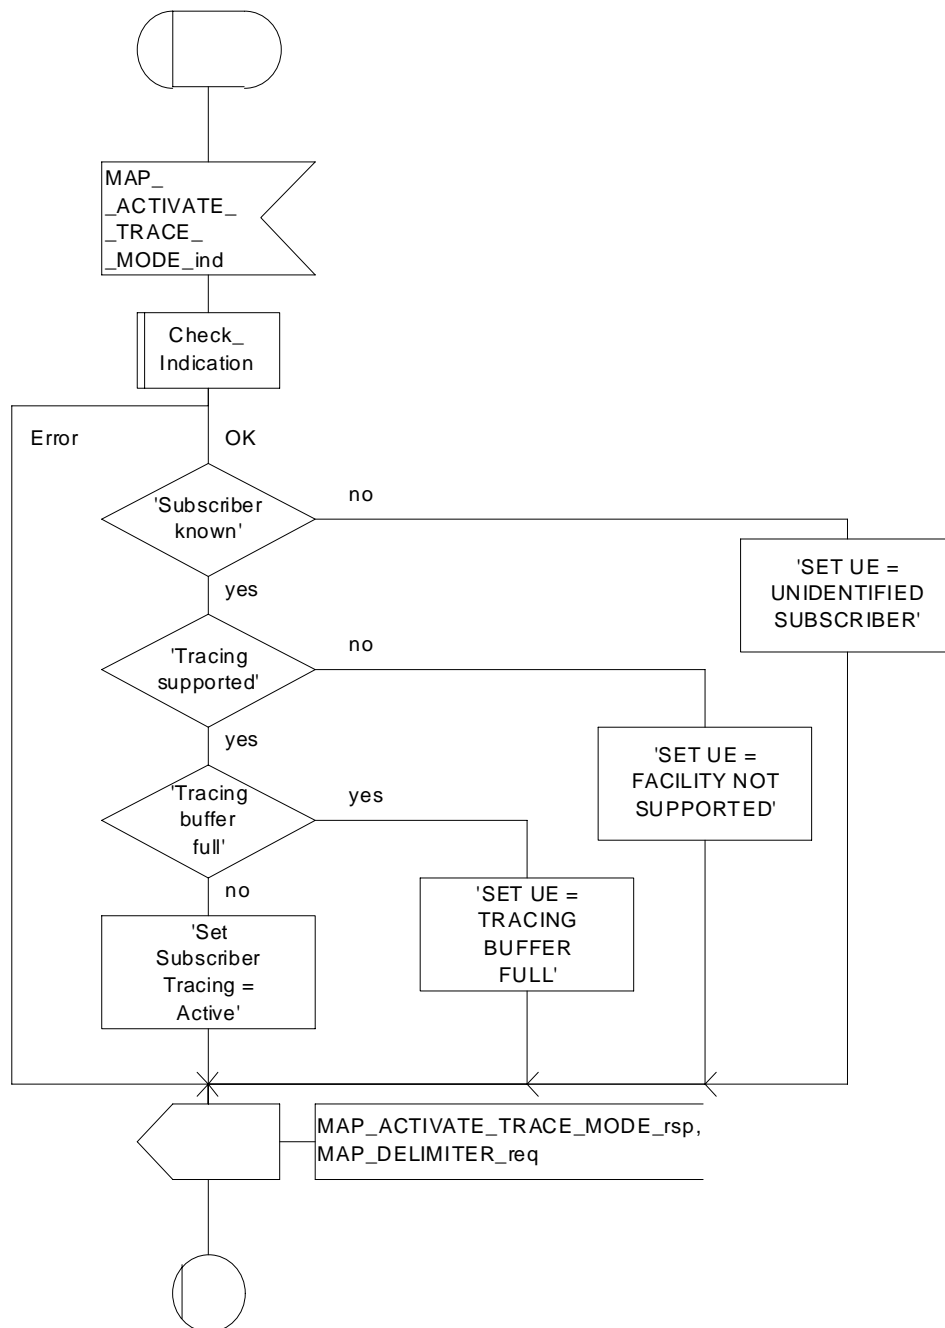 MAP_
_ACTIVATE_
_TRACE_
_MODE_ind
Check_
Indication
Error
OK
'Subscriber
known'
no
'SET UE =
UNIDENTIFIED
SUBSCRIBER'
yes
'Tracing
supported'
no
'SET UE =
FACILITY NOT
SUPPORTED'
yes
'Tracing
buffer
full'
yes
'SET UE =
TRACING
BUFFER
FULL'
no
'Set
Subscriber
Tracing =
Active'
MAP_ACTIVATE_TRACE_MODE_rsp,
MAP_DELIMITER_req